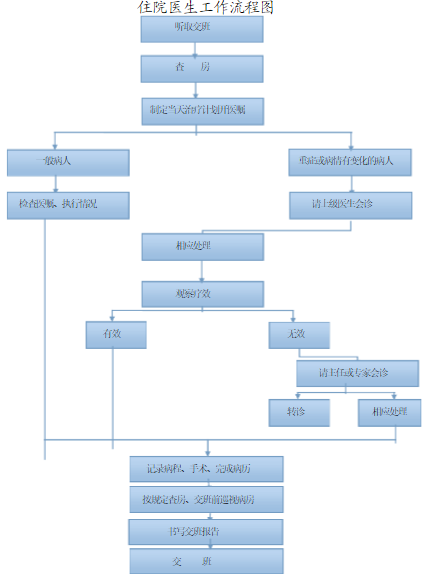 住院医生工作流程图
听取交班
查 房
制定当天治疗计划开医嘱
一般病人
重病或病情有变化的病人
检查医嘱、执行情况
请上级医生会诊
相应处理
观察疗效
有效
无效
请主任或专家会诊
转诊
相应处理
记录病程、手术、完成病历
按规定查房、交班前巡视病房
书写交班报告
交 班